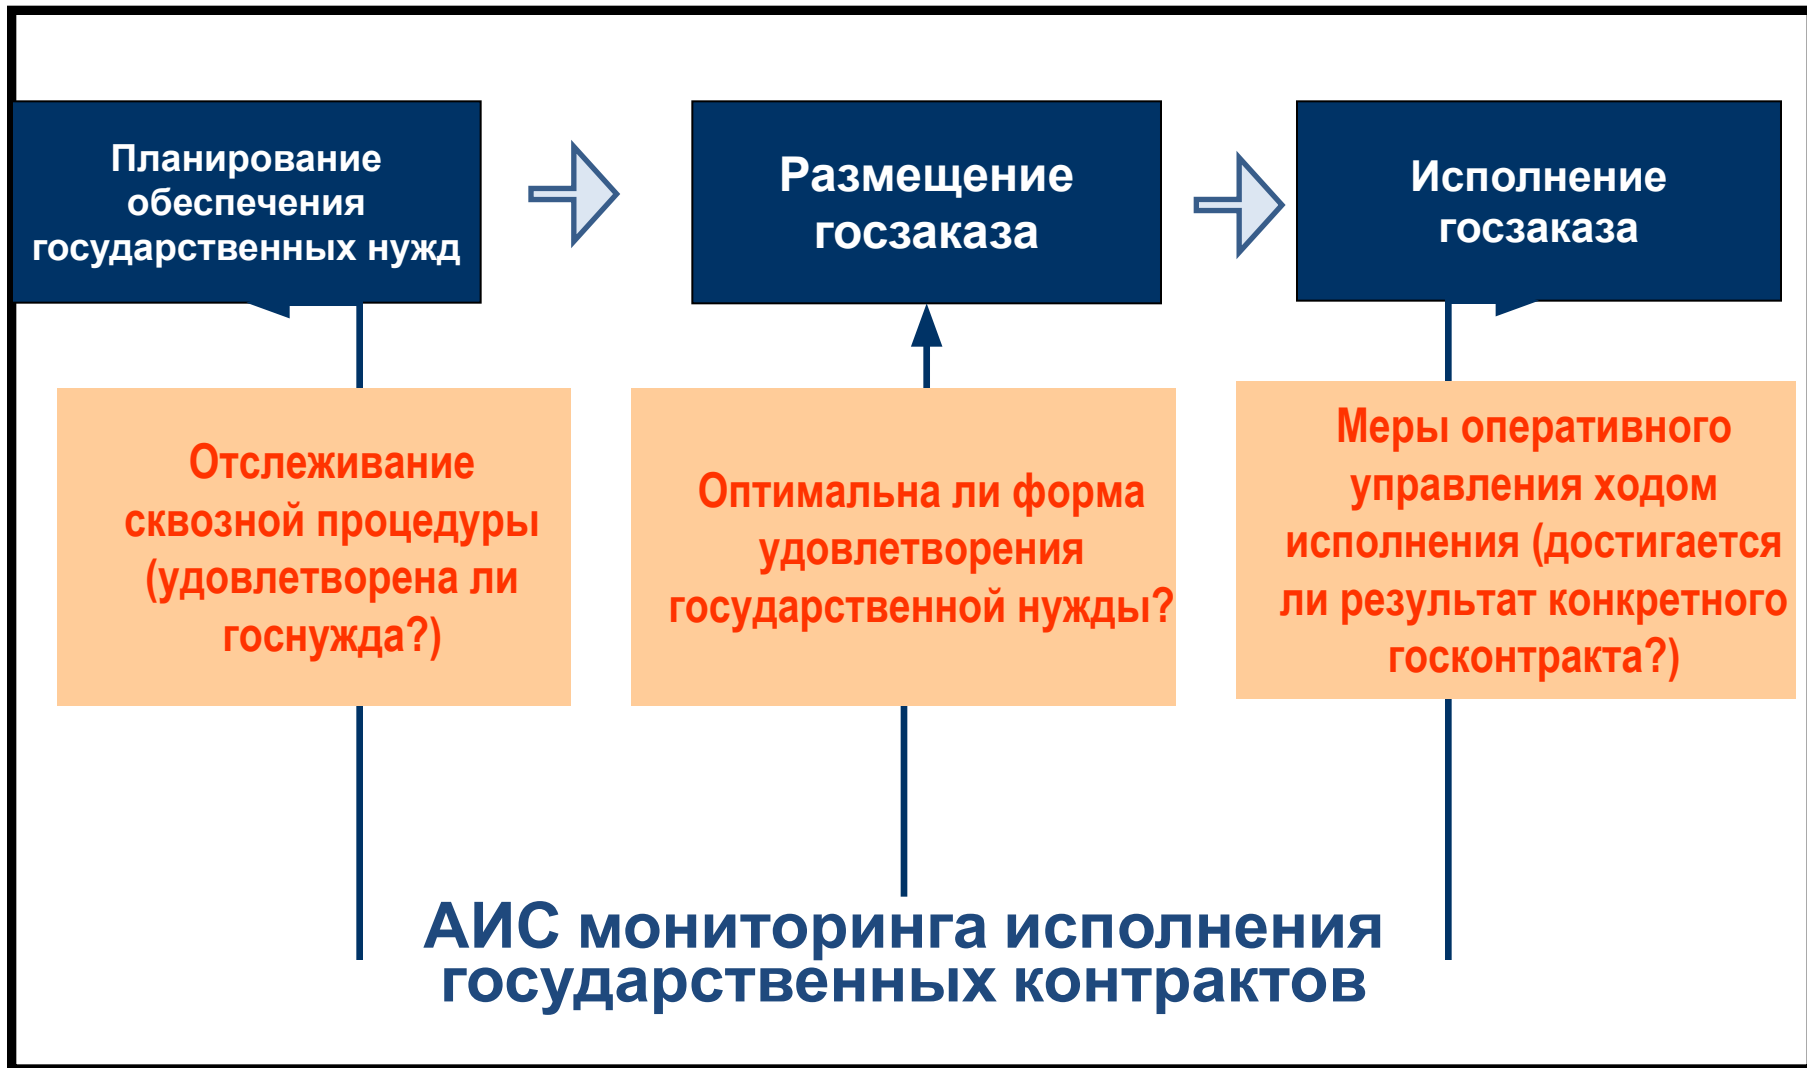 Планирование
обеспечения
государственных нужд
Размещение
госзаказа
Исполнение
госзаказа
Отслеживание
сквозной процедуры
(удовлетворена ли
госнужда?)
Оптимальна ли форма
удовлетворения
государственной нужды?
Меры оперативного
управления ходом
исполнения (достигается
ли результат конкретного
госконтракта?)
АИС мониторинга исполнения
государственных контрактов